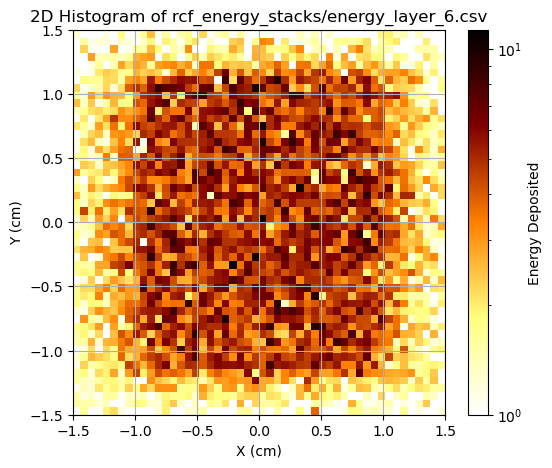 2D Histogram of rcf_energy_stacks/energy_layer_6.csv
1.5
1.0
0.5
0.0
−0.5
−1.0
−1.5
Y (cm)
−1.5 −1.0 −0.5 0.0 0.5 1.0 1.5
X (cm)
10¹
10⁰
Energy Deposited